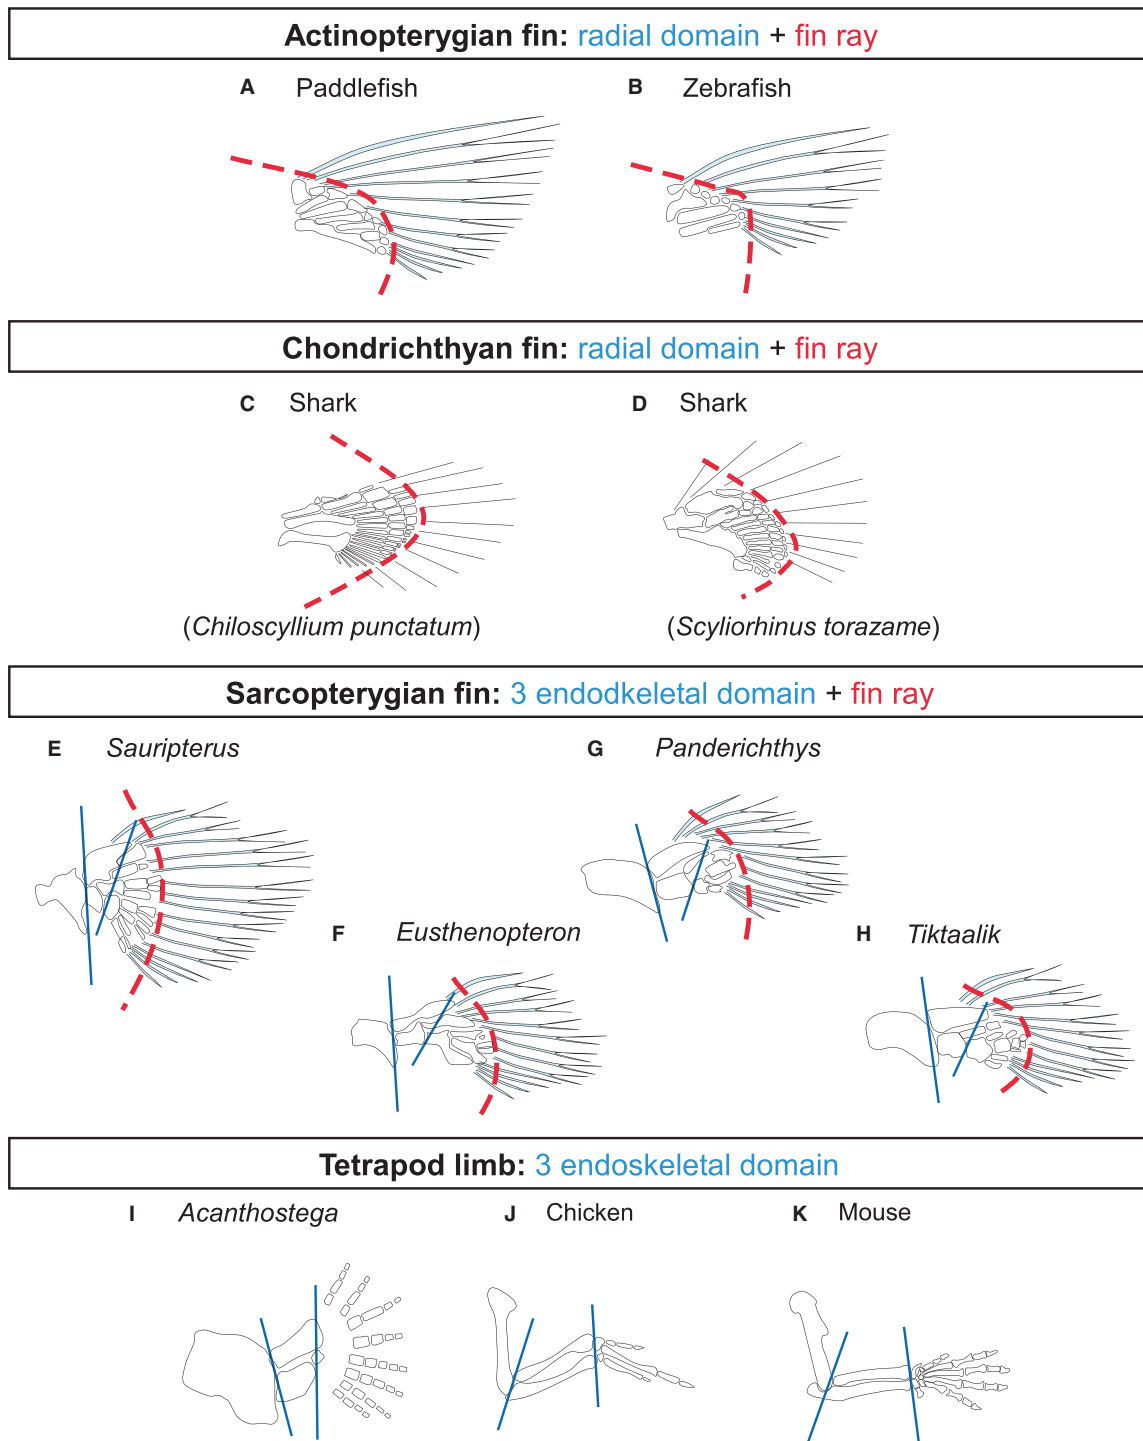 Actinopterygian fin: radial domain + fin ray
A Paddlefish
B Zebrafish
Chondrichthyan fin: radial domain + fin ray
C Shark
D Shark
(Chiloscyllium punctatum)
(Scyliorhinus torazame)
Sarcopterygian fin: 3 endodkeletal domain + fin ray
E Sauripterus
G Panderichthys
F Eusthenopteron
H Tiktaalik
Tetrapod limb: 3 endoskeletal domain
I Acanthostega
J Chicken
K Mouse